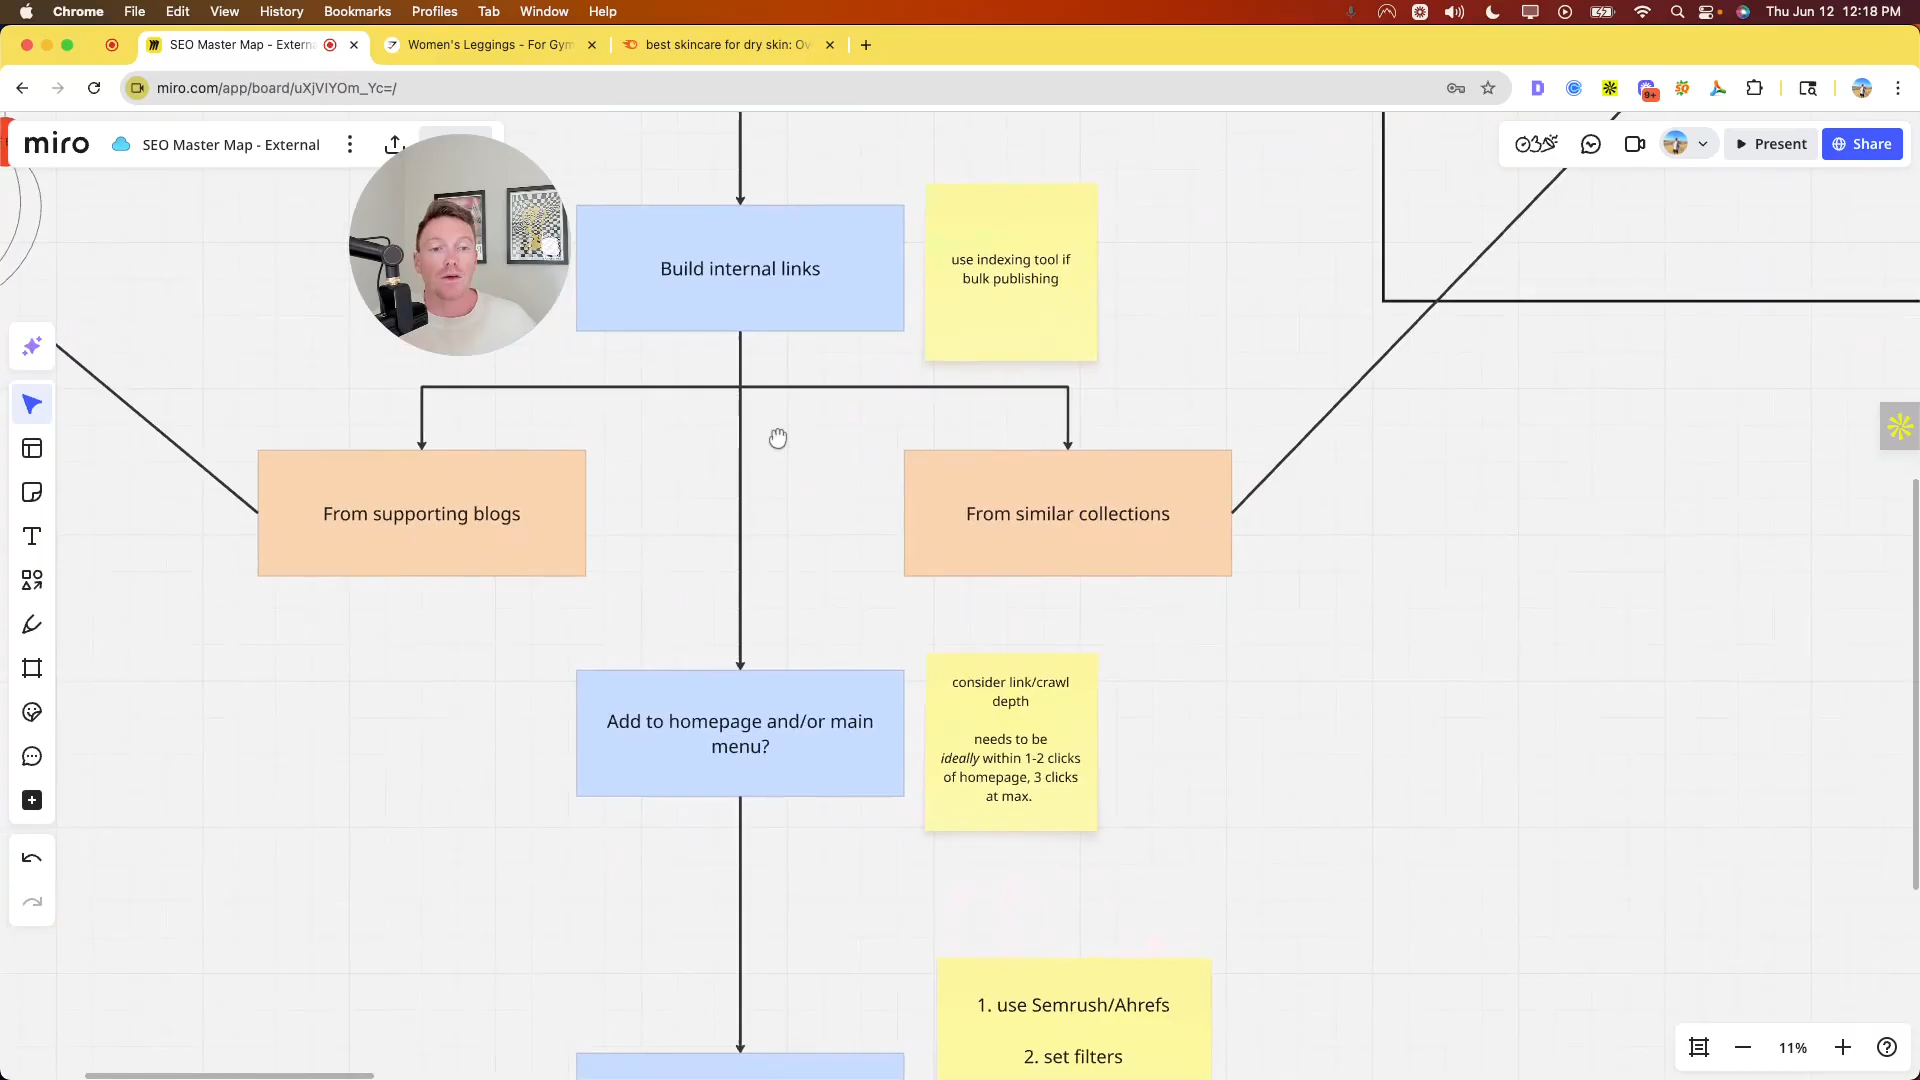 Chrome File Edit View History Bookmarks Profiles Tab Window Help Thu Jun 12 12:18 PM
SEO Master Map - Externa
Women's Leggings - For Gym
best skincare for dry skin: Ov
miro.com/app/board/uXjVIYOm_Yc=/
9+
miro SEO Master Map - External
Present
Share
Build internal links
use indexing tool if
bulk publishing
From supporting blogs
From similar collections
Add to homepage and/or main
menu?
consider link/crawl
depth
needs to be
ideally within 1-2 clicks
of homepage, 3 clicks
at max.
1. use Semrush/Ahrefs
2. set filters
11%